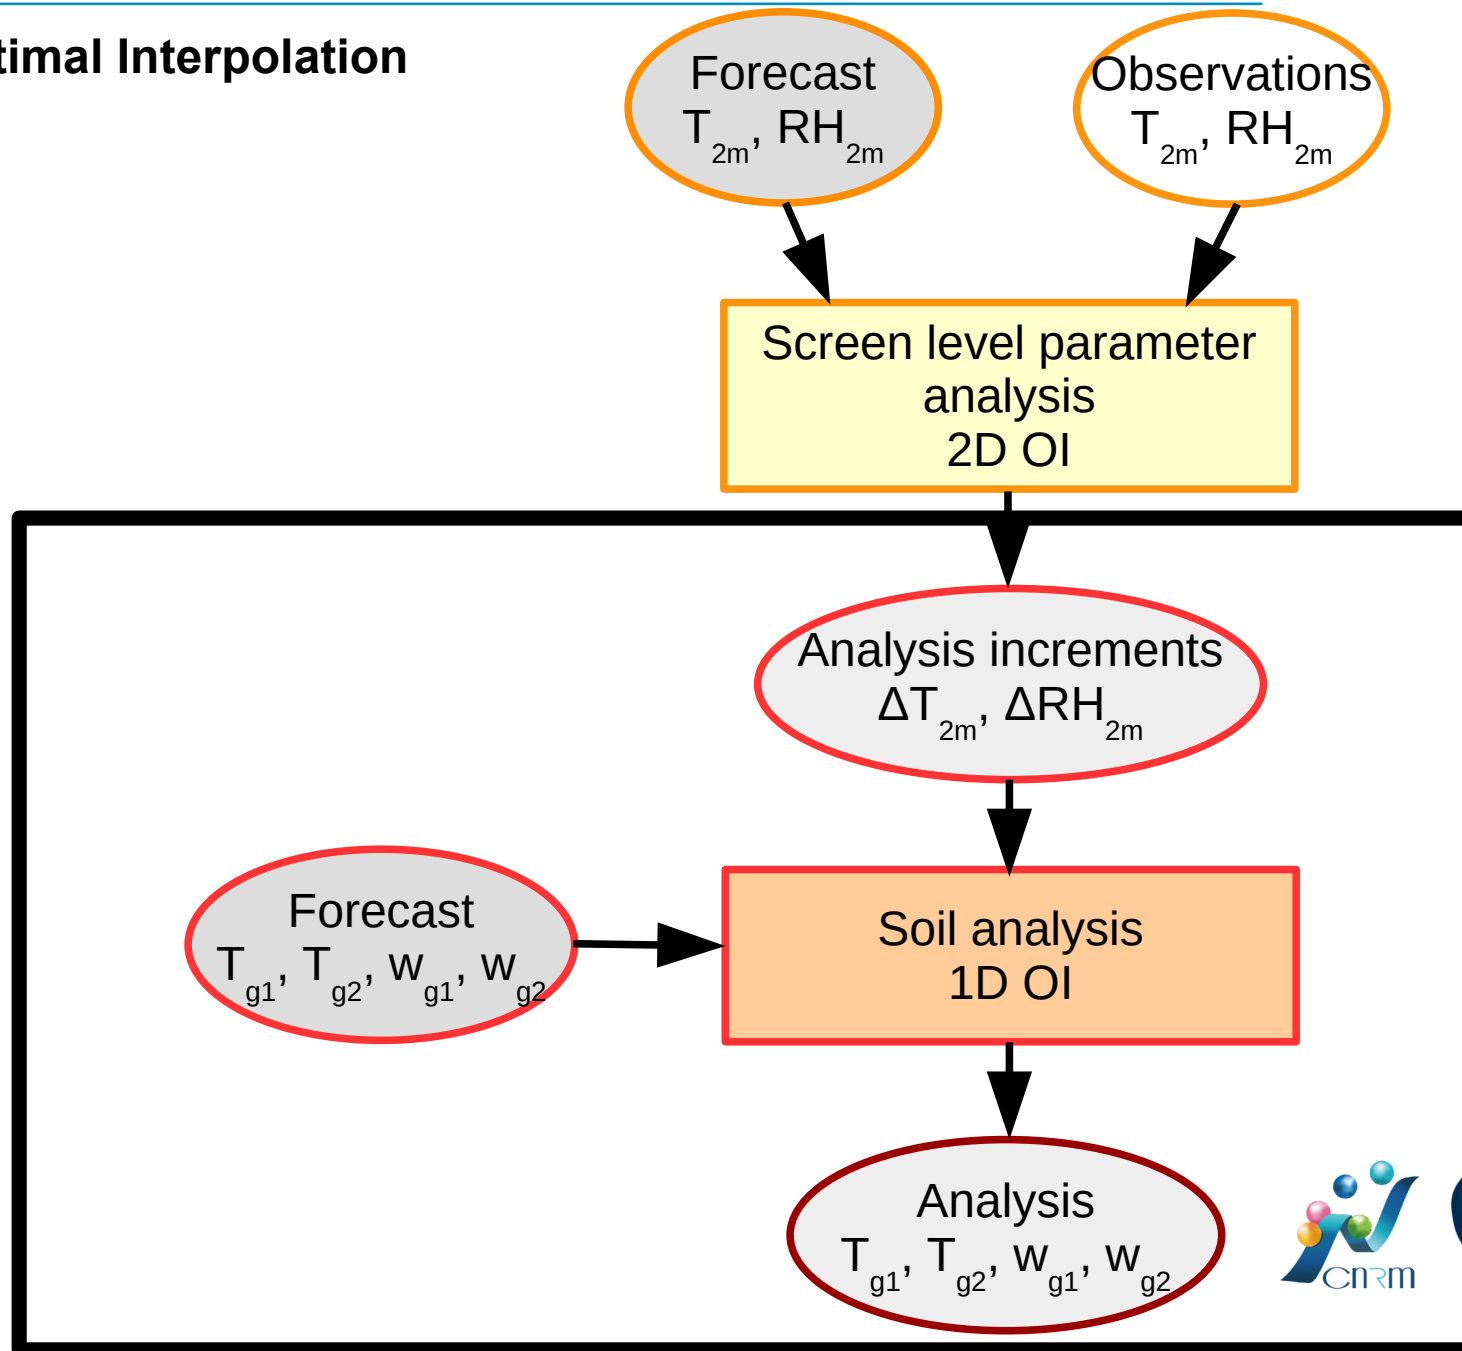 timal Interpolation
Forecast
T2m, RH2m
Observations
T2m, RH2m
Screen level parameter
analysis
2D OI
Analysis increments
ΔT2m, ΔRH2m
Forecast
Tg1, Tg2, wg1, wg2
Soil analysis
1D OI
Analysis
Tg1, Tg2, wg1, wg2
CNRM